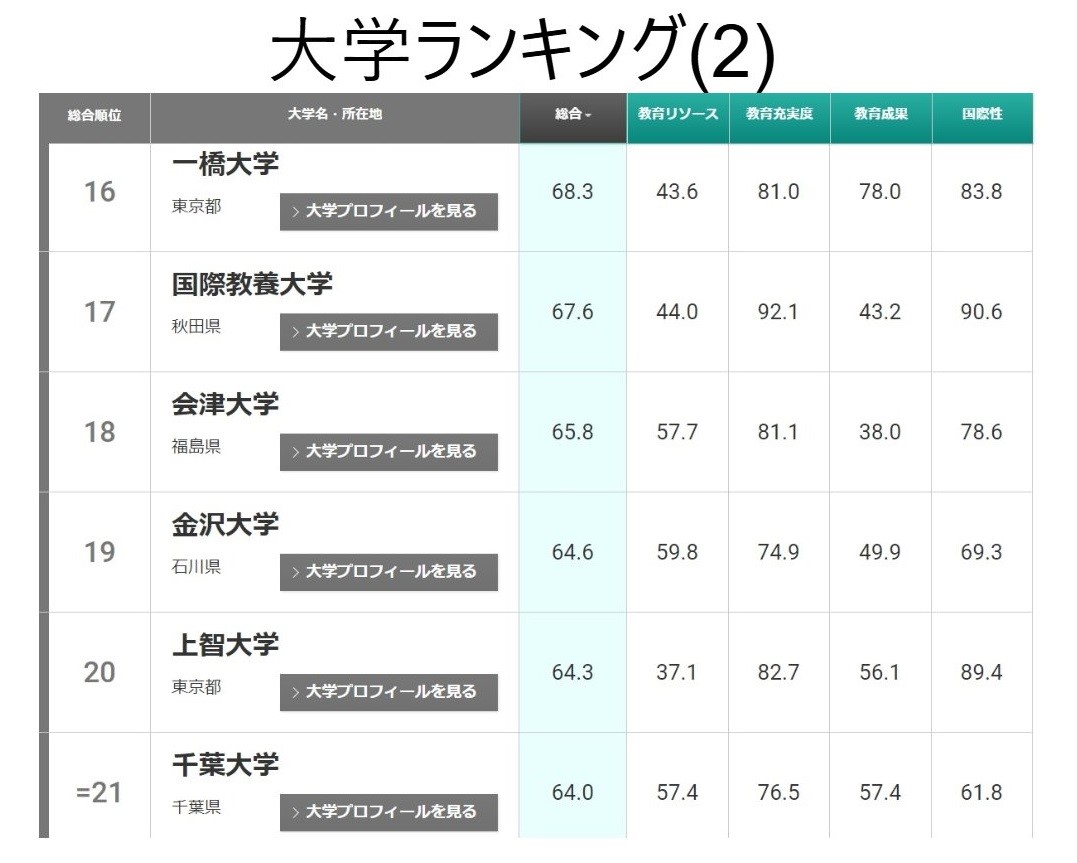 大学ランキング(2)
総合順位 大学名・所在地 総合 教育リソース 教育充実度 教育成果 国際性
一橋大学
16 68.3 43.6 81.0 78.0 83.8
東京都 > 大学プロフィールを見る
国際教養大学
17 67.6 44.0 92.1 43.2 90.6
秋田県 > 大学プロフィールを見る
会津大学
18 65.8 57.7 81.1 38.0 78.6
福島県 > 大学プロフィールを見る
金沢大学
19 64.6 59.8 74.9 49.9 69.3
石川県 > 大学プロフィールを見る
上智大学
20 64.3 37.1 82.7 56.1 89.4
東京都 > 大学プロフィールを見る
千葉大学
=21 64.0 57.4 76.5 57.4 61.8
千葉県 > 大学プロフィールを見る